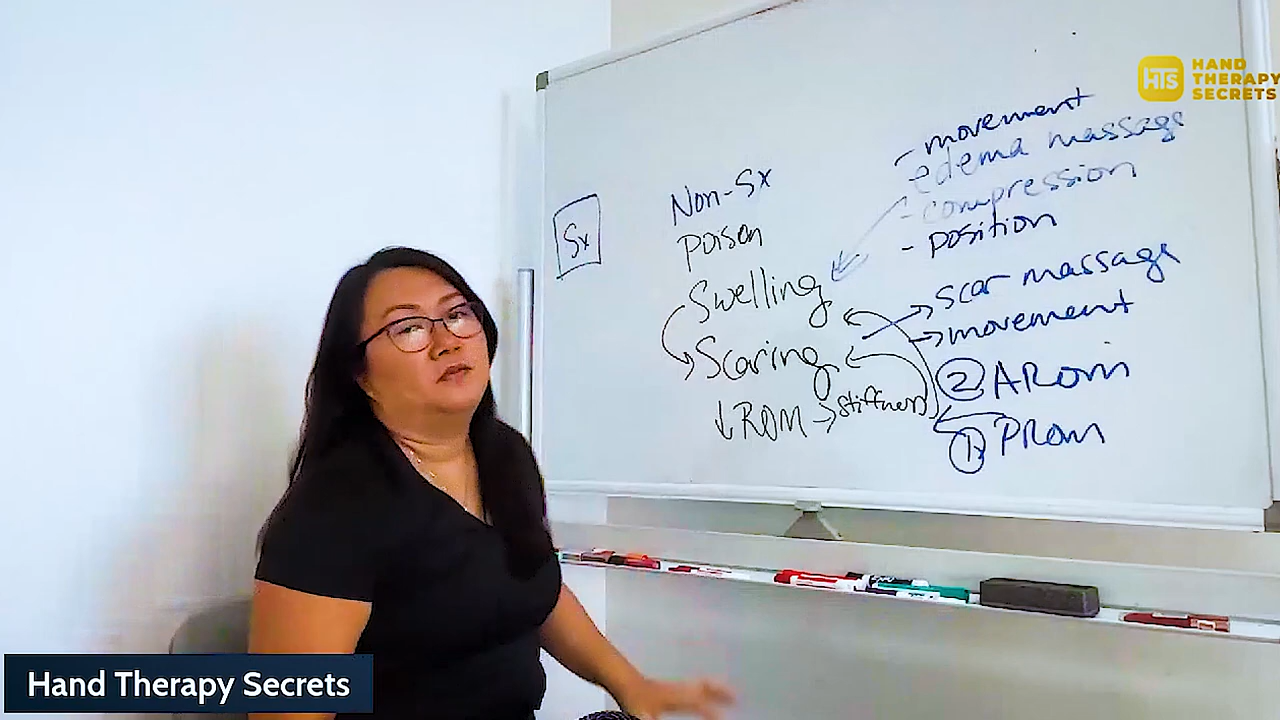 HTS
HAND
THERAPY
SECRETS
Sx
Non-Sx
Poison
Swelling
Scaring
↓ROM → stiffness
- movement
- edema massage
- compression
- position
→ scar massage
→ movement
② AROM
① PROM
Hand Therapy Secrets